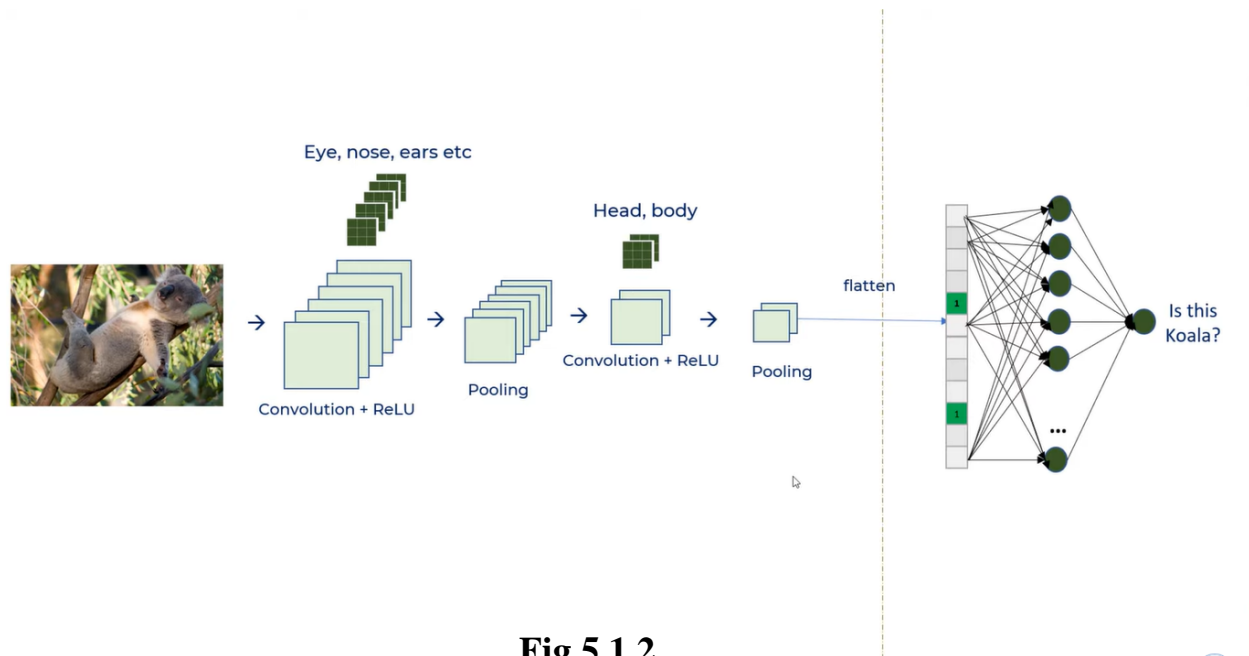 Eye, nose, ears etc
Head, body
flatten
1
Is this
Koala?
Convolution + ReLU
Pooling
Convolution + ReLU
Pooling
1
...
Fig 5.1.2